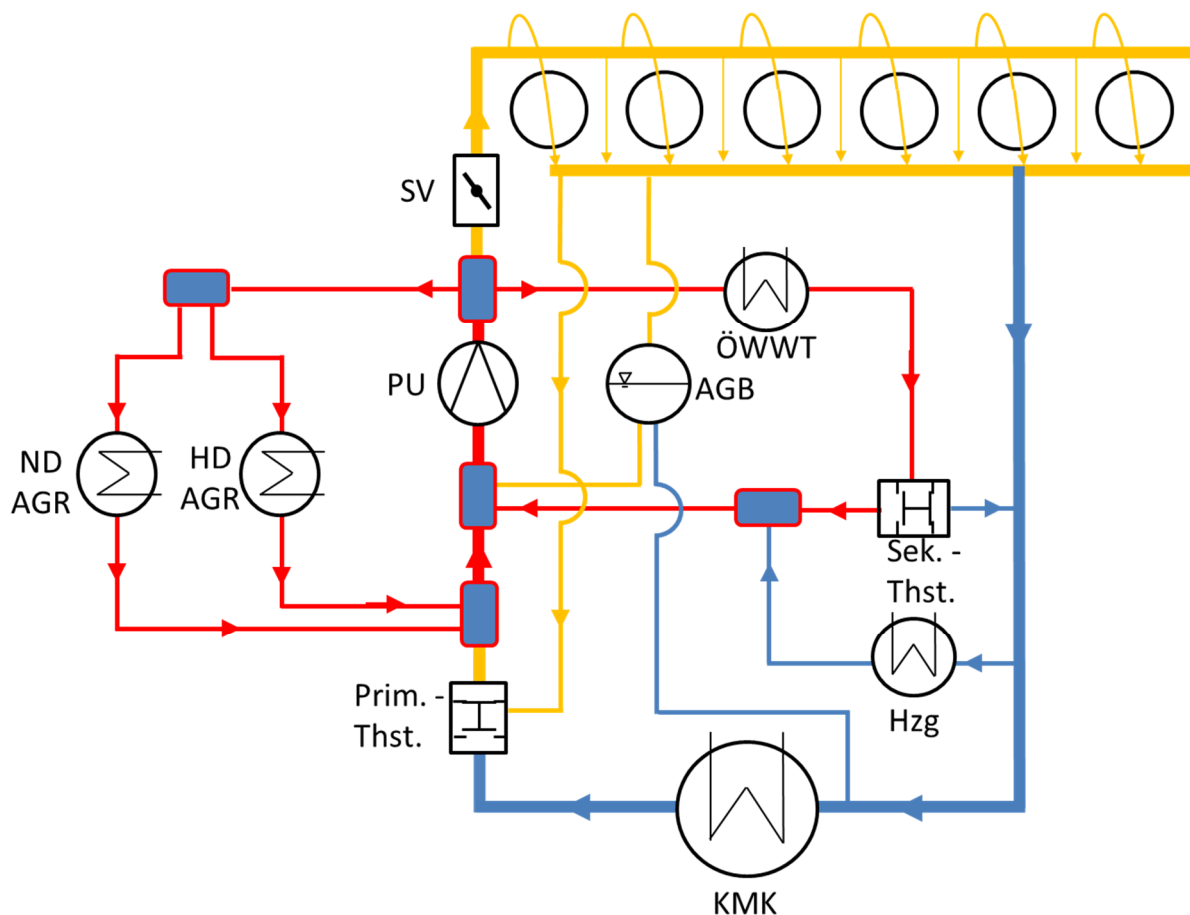 SV
ÖWWT
PU
AGB
ND
AGR
HD
AGR
Sek. -
Thst.
Prim. -
Thst.
Hzg
KMK